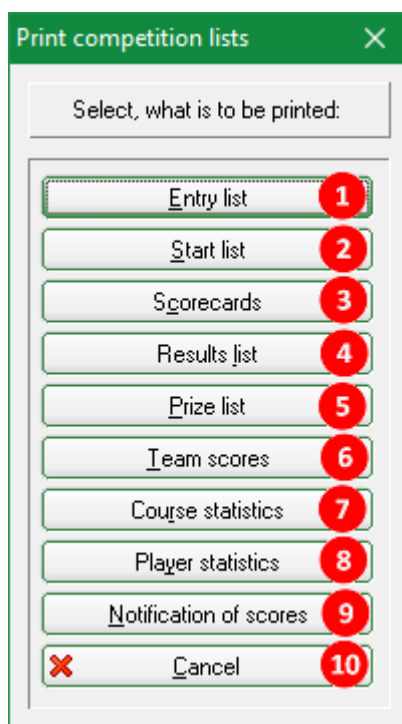 Print competition lists
Select, what is to be printed:
Entry list 1
Start list 2
Scorecards 3
Results list 4
Prize list 5
Team scores 6
Course statistics 7
Player statistics 8
Notification of scores 9
Cancel 10